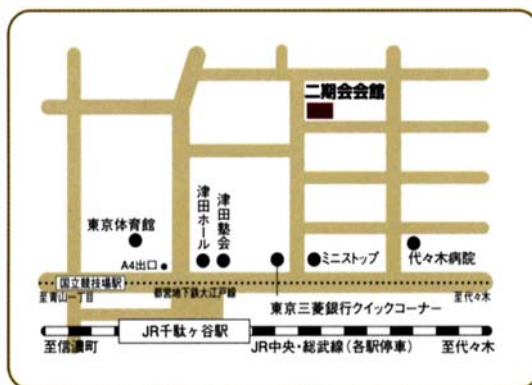 二期会会館
津田ホール
津田塾会
東京体育館
A4出口
ミニストップ
代々木病院
国立競技場駅
至青山一丁目
都営地下鉄大江戸線
東京三菱銀行クイックコーナー
至代々木
JR千駄ヶ谷駅
至信濃町
JR中央・総武線（各駅停車）
至代々木